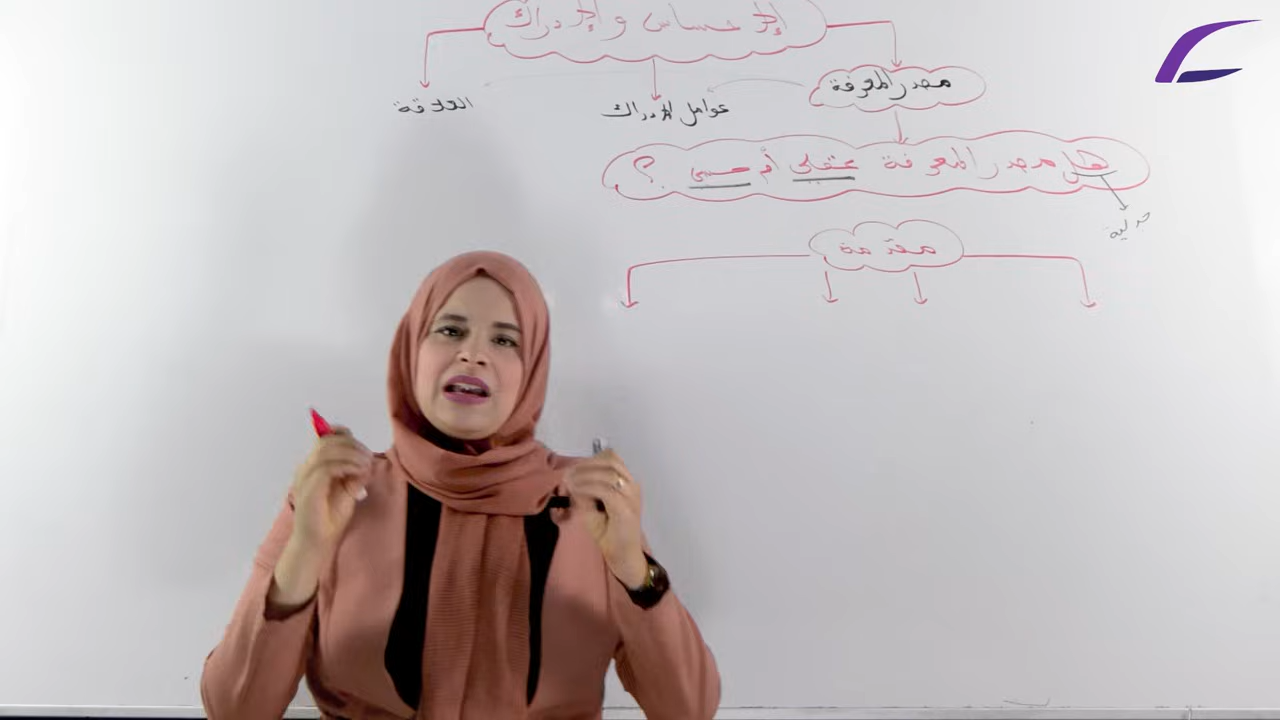 الإحساس والإدراك
مصدر المعرفة
عوامل الإدراك
العلاقة
هل مصدر المعرفة عقلي أم حسي ؟
جدلية
مقدمة